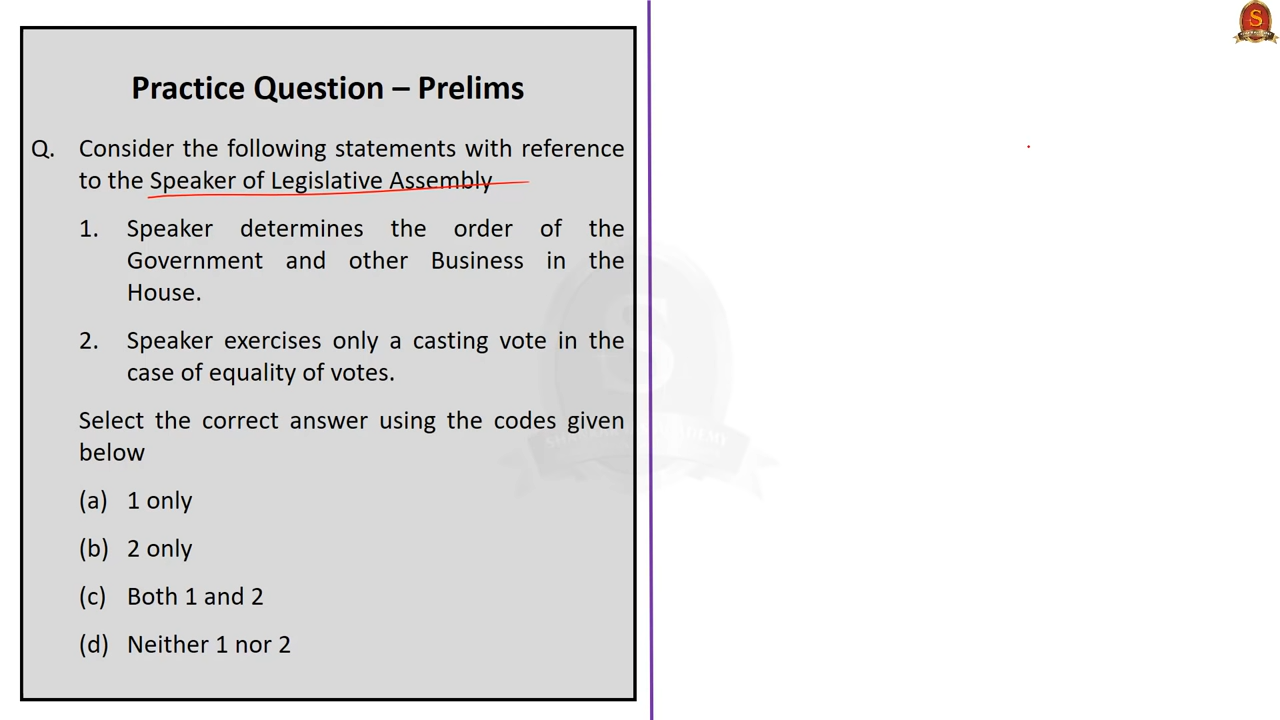 Practice Question – Prelims
Q. Consider the following statements with reference
to the Speaker of Legislative Assembly
1. Speaker determines the order of the
Government and other Business in the
House.
2. Speaker exercises only a casting vote in the
case of equality of votes.
Select the correct answer using the codes given
below
(a) 1 only
(b) 2 only
(c) Both 1 and 2
(d) Neither 1 nor 2
S